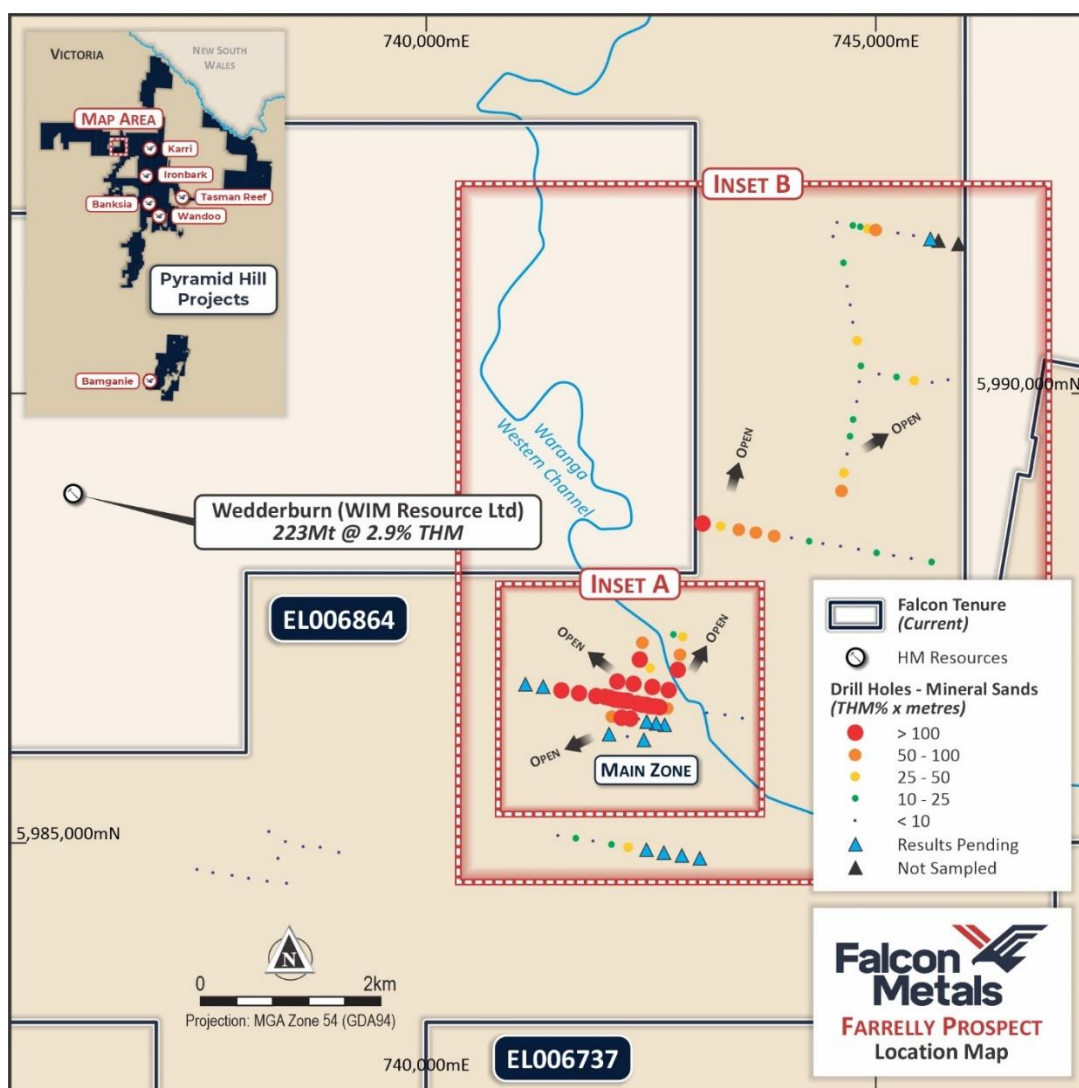 740,000mE
745,000mE
VICTORIA
NEW SOUTH
WALES
MAP AREA
Karri
Ironbark
Tasman Reef
Banksia
Wandoo
Pyramid Hill
Projects
Bamganie
INSET B
5,990,000mN
OPEN
OPEN
Waranga
Western Channel
Wedderburn (WIM Resource Ltd)
223Mt @ 2.9% THM
INSET A
EL006864
OPEN
OPEN
OPEN
MAIN ZONE
5,985,000mN
Falcon Tenure
(Current)
HM Resources
Drill Holes - Mineral Sands
(THM% x metres)
> 100
50 - 100
25 - 50
10 - 25
< 10
Results Pending
Not Sampled
N
0 2km
Projection: MGA Zone 54 (GDA94)
740,000mE
EL006737
Falcon
Metals
FARRELLY PROSPECT
Location Map